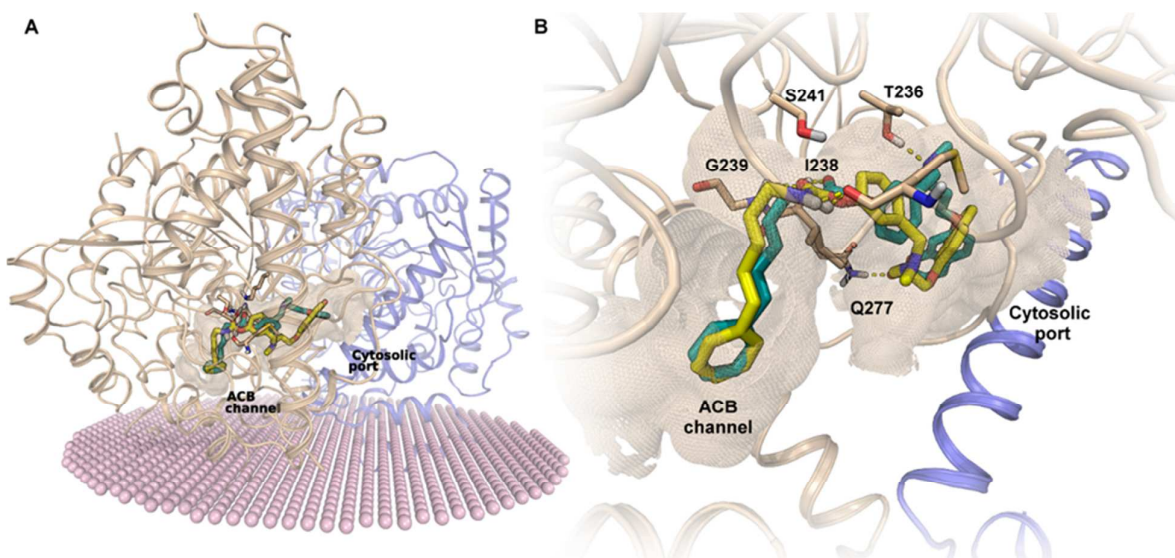 A
Cytosolic
port
ACB
channel
B
S241
T236
G239
I238
Q277
Cytosolic
port
ACB
channel